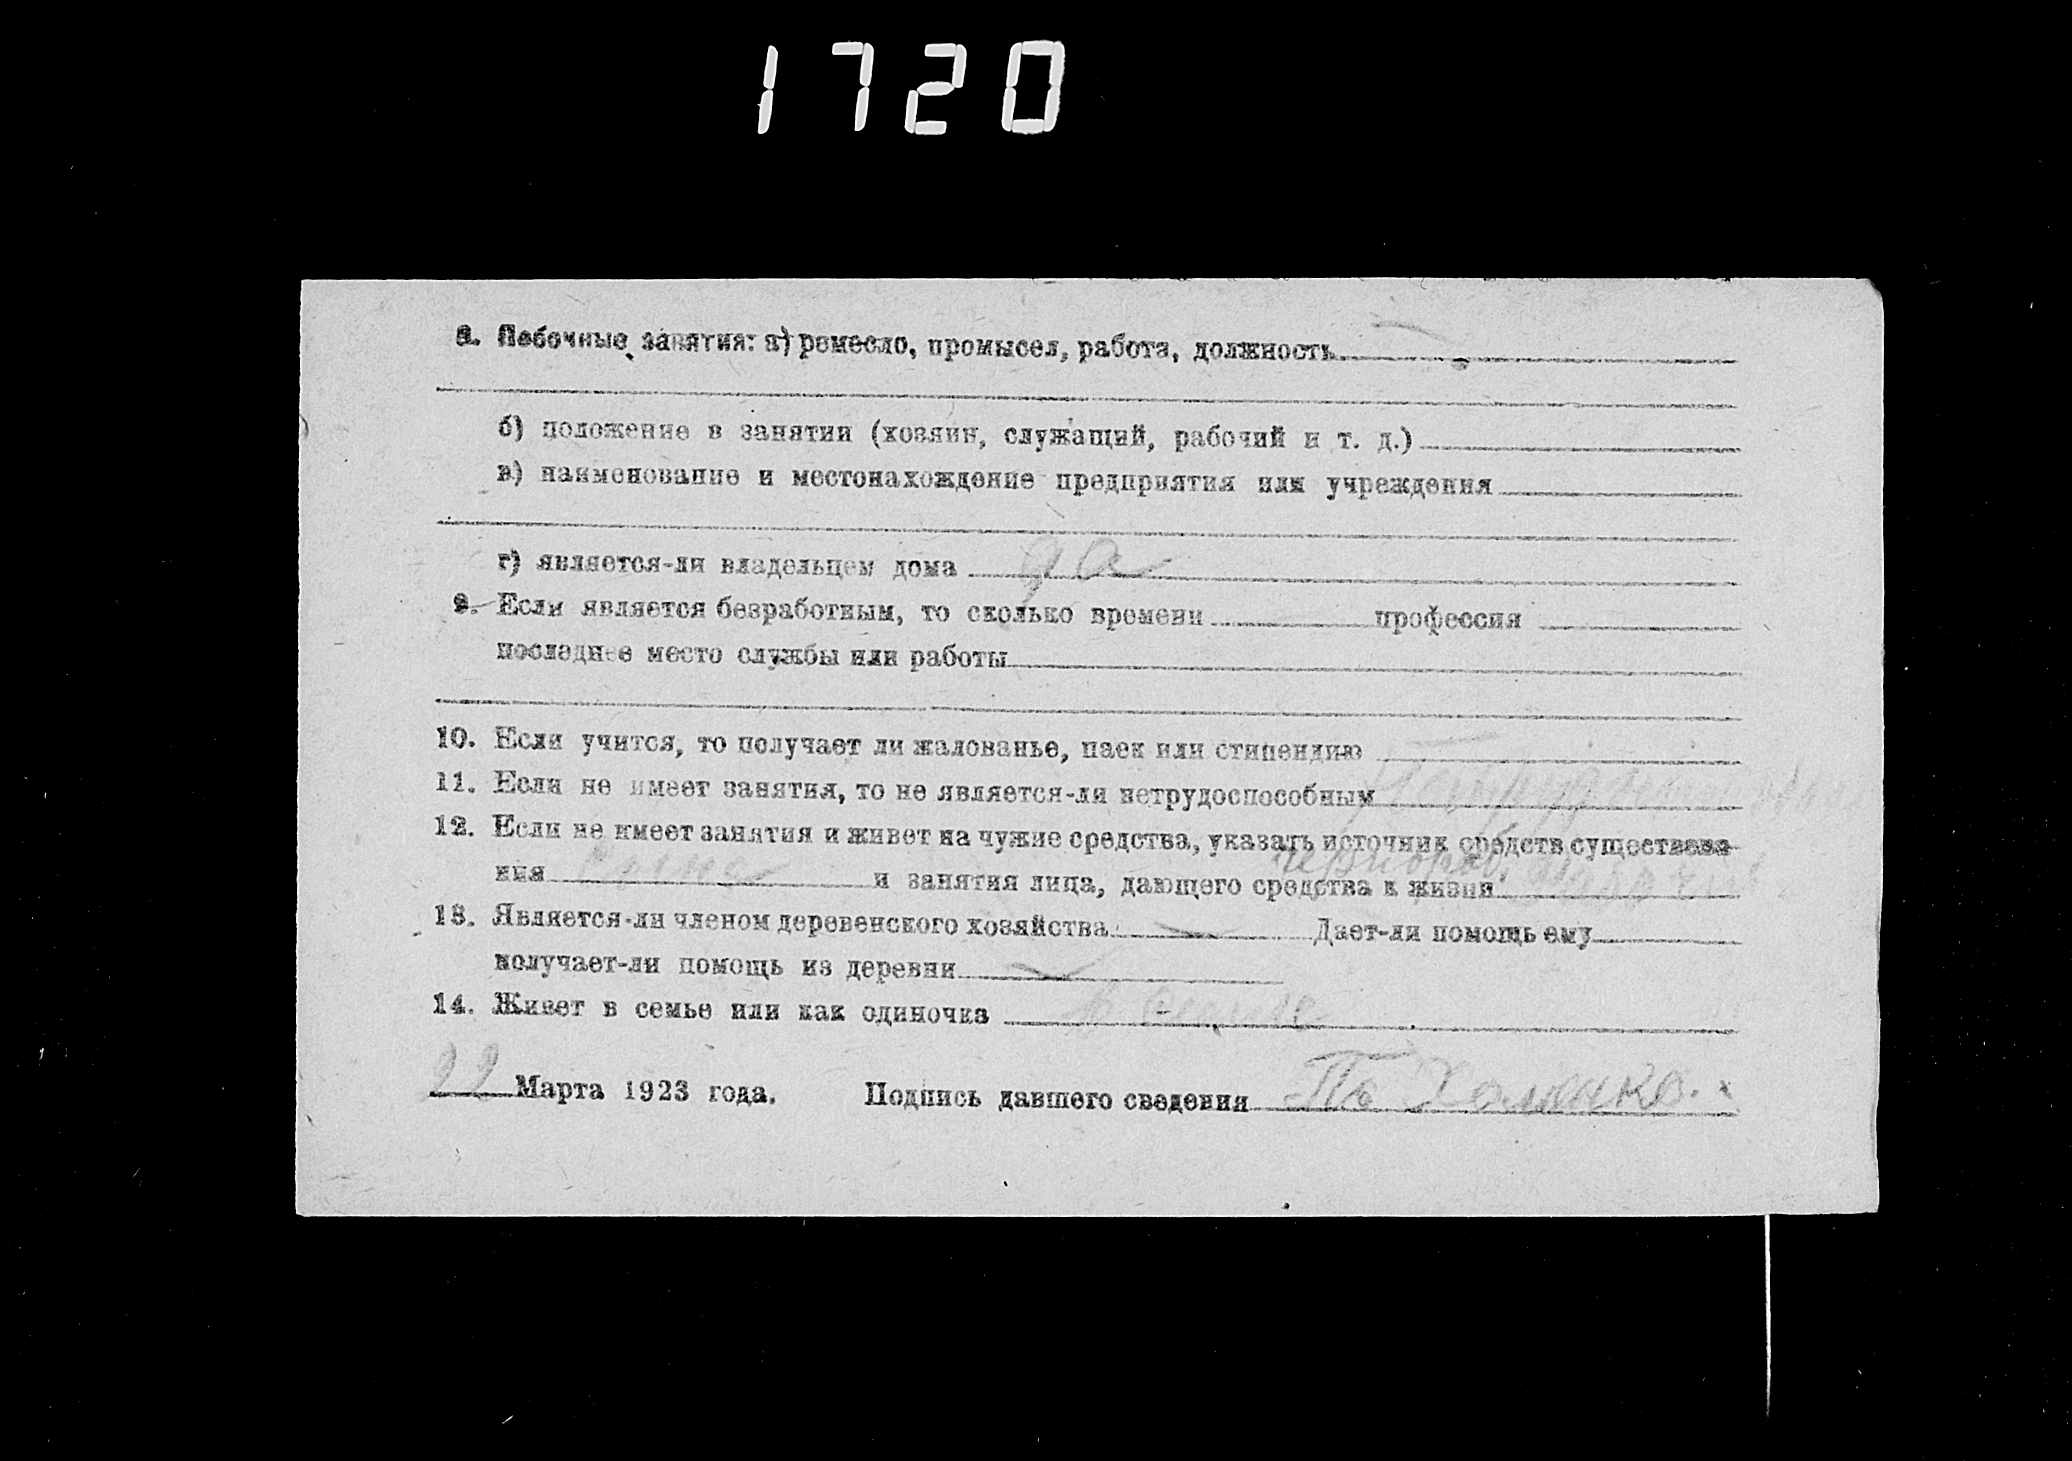 1720
8. Побочные занятия: а) ремесло, промысел, работа, должность
б) положение в занятии (хозяин, служащий, рабочий и т. д.)
в) наименование и местонахождение предприятия или учреждения
г) является-ли владельцем дома да
9. Если является безработным, то сколько времени профессия
последнее место службы или работы
10. Если учится, то получает ли жалованье, паек или стипендию
11. Если не имеет занятия, то не является-ли нетрудоспособным
12. Если не имеет занятия и живет на чужие средства, указать источник средств существова-
ния и занятия лица, дающего средства к жизни
13. Является-ли членом деревенского хозяйства Дает-ли помощь ему
получает-ли помощь из деревни
14. Живет в семье или как одиночка в семье
22 Марта 1923 года. Подпись давшего сведения